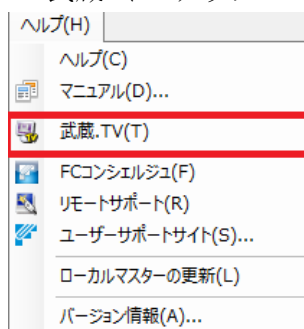 ヘルプ(H)
ヘルプ(C)
マニュアル(D)...
武蔵.TV(T)
FCコンシェルジュ(F)
リモートサポート(R)
ユーザーサポートサイト(S)...
ローカルマスターの更新(L)
バージョン情報(A)...